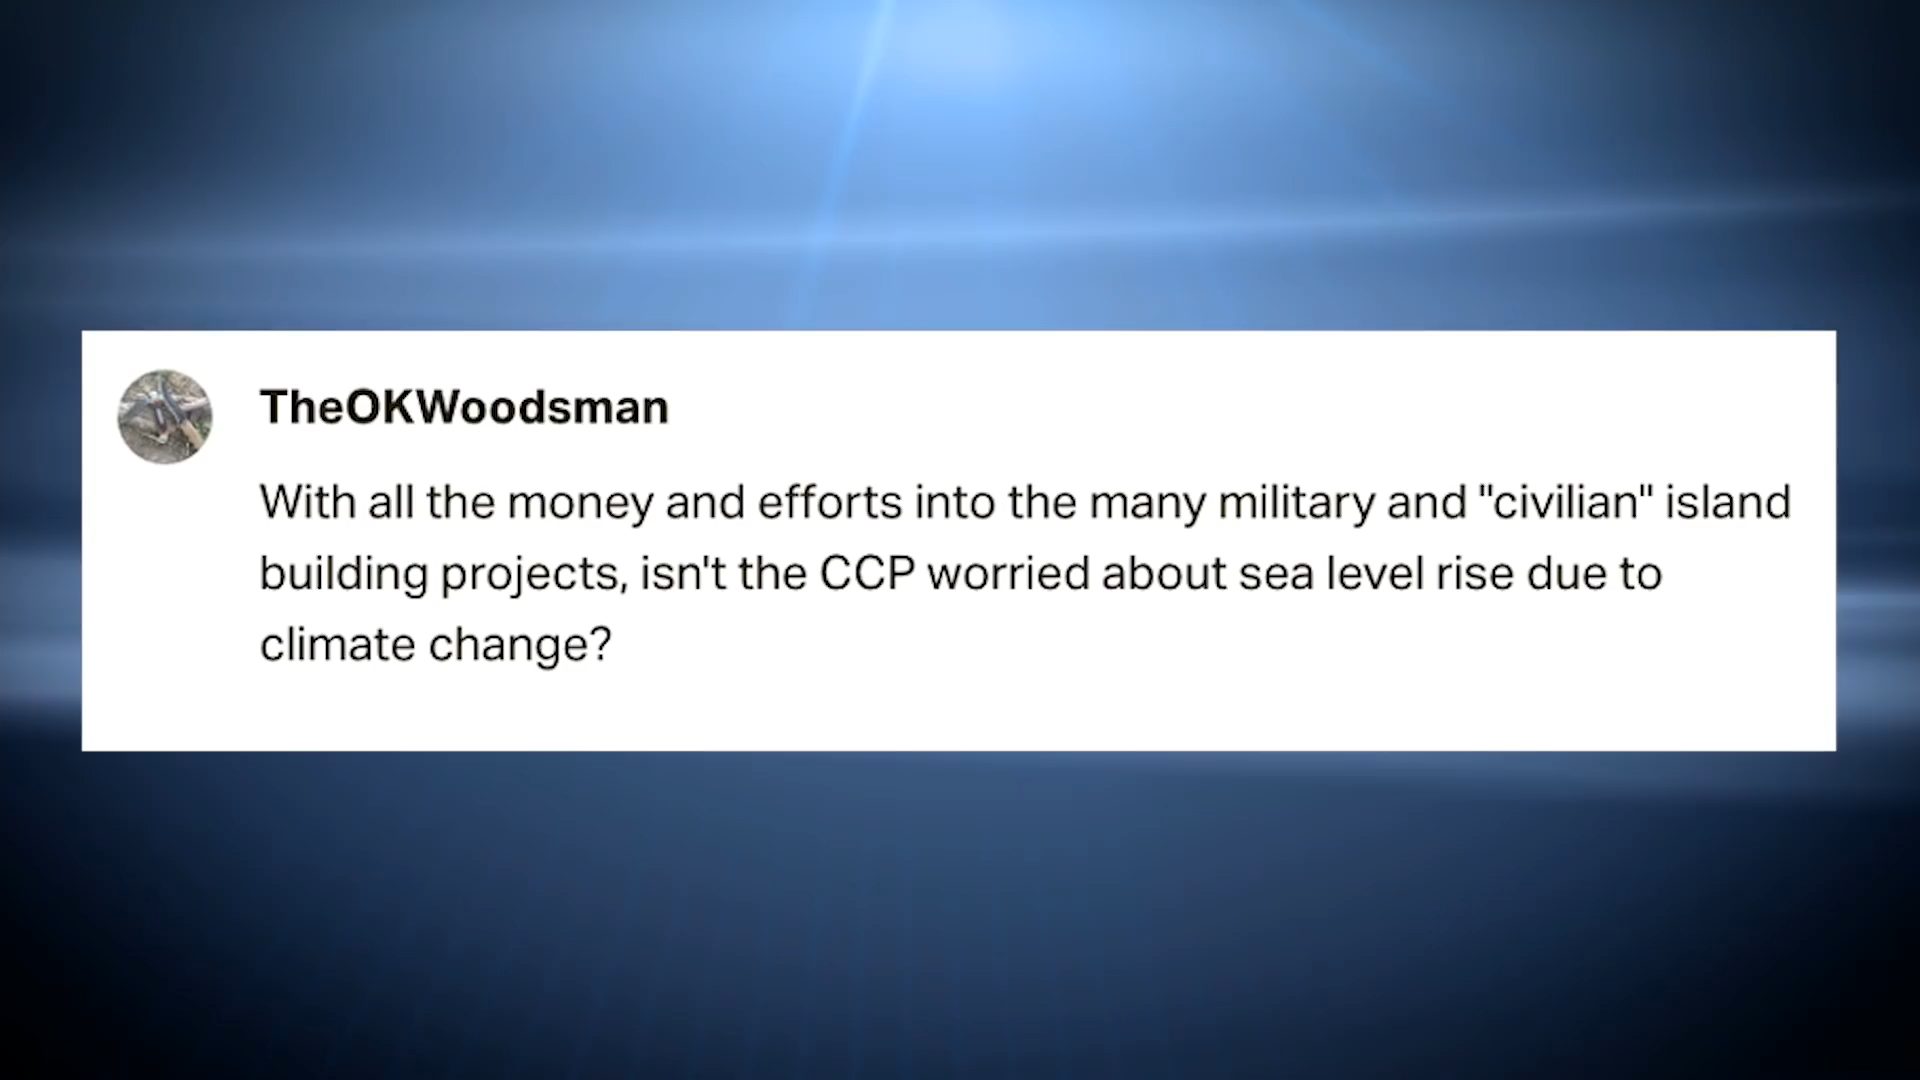 TheOKWoodsman
With all the money and efforts into the many military and "civilian" island
building projects, isn't the CCP worried about sea level rise due to
climate change?